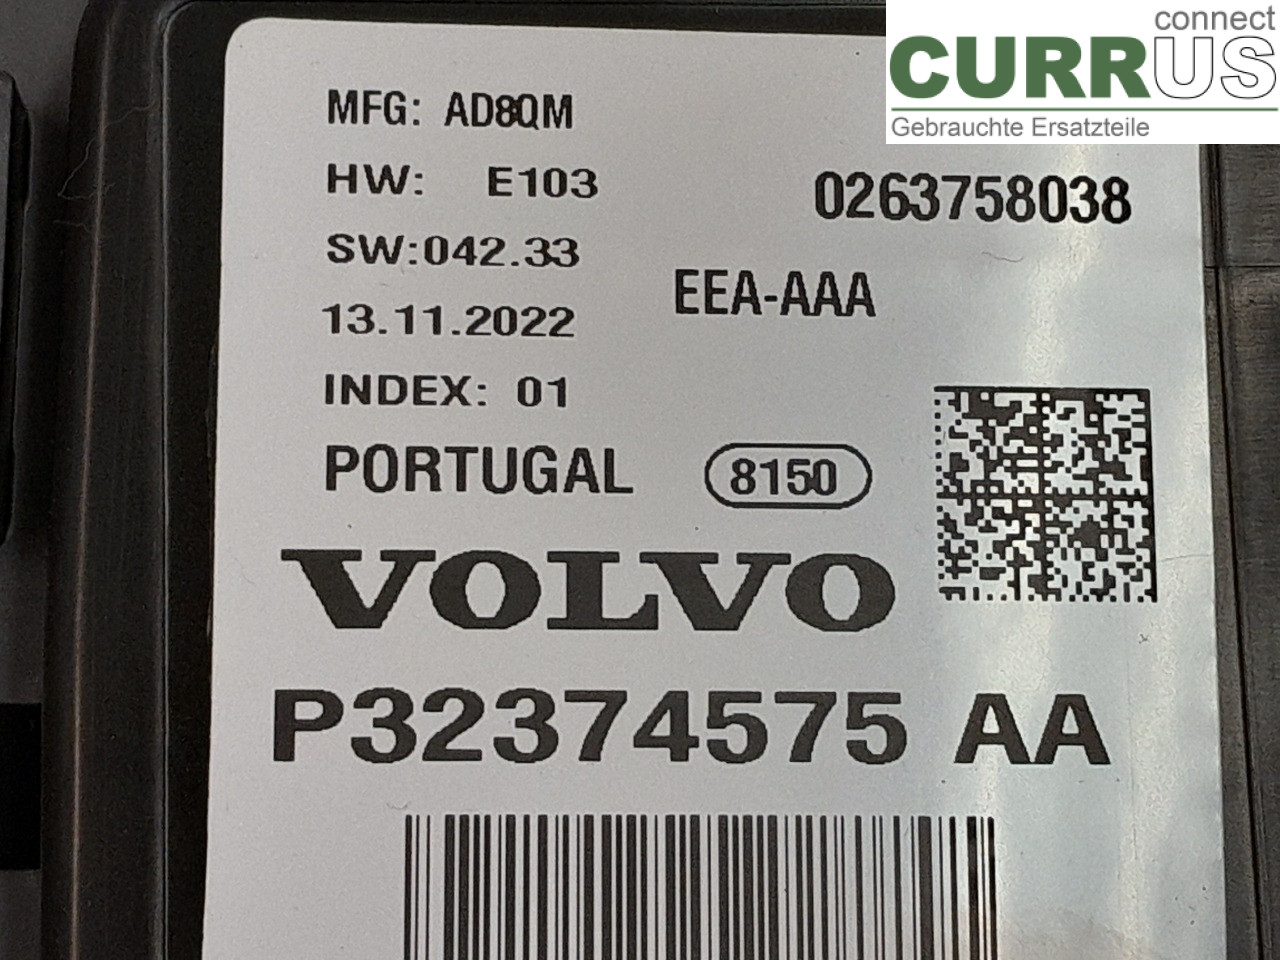 connect
CURRUS
Gebrauchte Ersatzteile
MFG: AD8QM
HW: E103
0263758038
SW:042.33
EEA-AAA
13.11.2022
INDEX: 01
PORTUGAL
8150
VOLVO
P32374575 AA